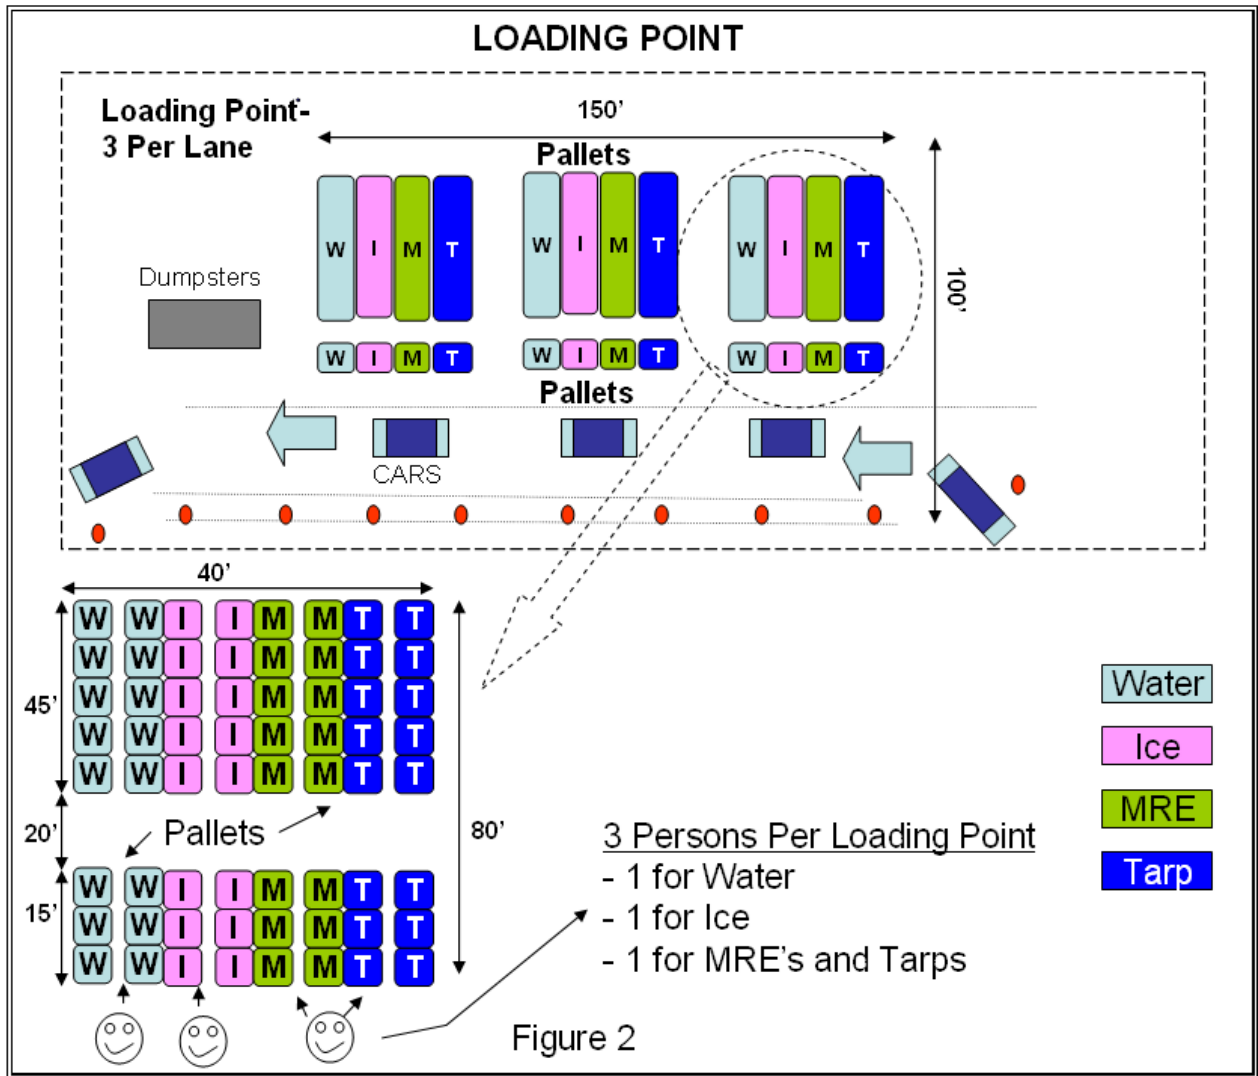 LOADING POINT
Loading Point-
3 Per Lane
150'
Pallets
W I M T W I M T W I M T
100'
Dumpsters
W I M T W I M T W I M T
Pallets
CARS
40'
W W I I M M T T
W W I I M M T T
W W I I M M T T
W W I I M M T T
W W I I M M T T
45'
20'
Pallets
80'
15'
W W I I M M T T
W W I I M M T T
W W I I M M T T
3 Persons Per Loading Point
- 1 for Water
- 1 for Ice
- 1 for MRE's and Tarps
Water
Ice
MRE
Tarp
Figure 2